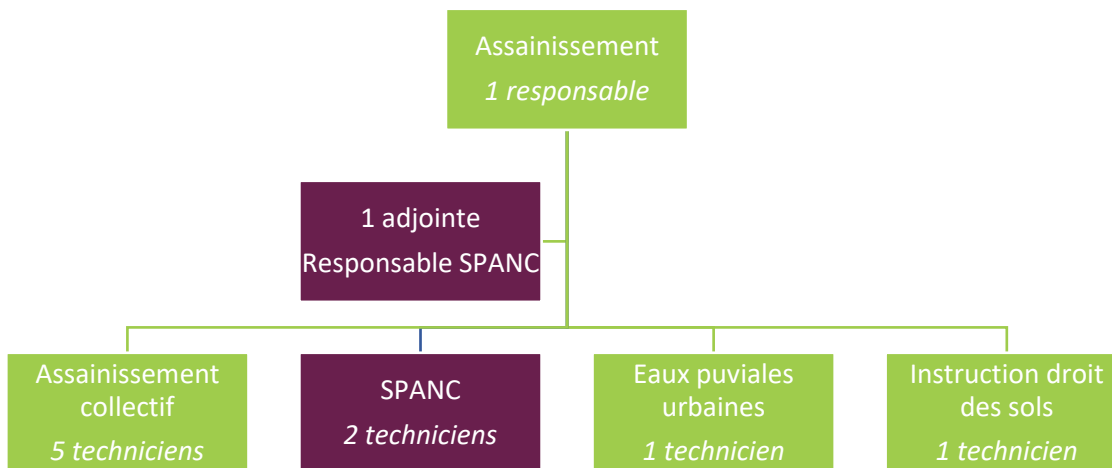 Assainissement
1 responsable
1 adjointe
Responsable SPANC
Assainissement
collectif
5 techniciens
SPANC
2 techniciens
Eaux puviales
urbaines
1 technicien
Instruction droit
des sols
1 technicien